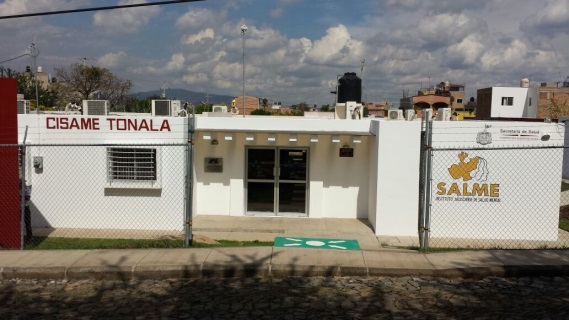 CISAME TONALA
Secretaría de Salud
SALME
INSTITUTO JALISCIENSE DE SALUD MENTAL